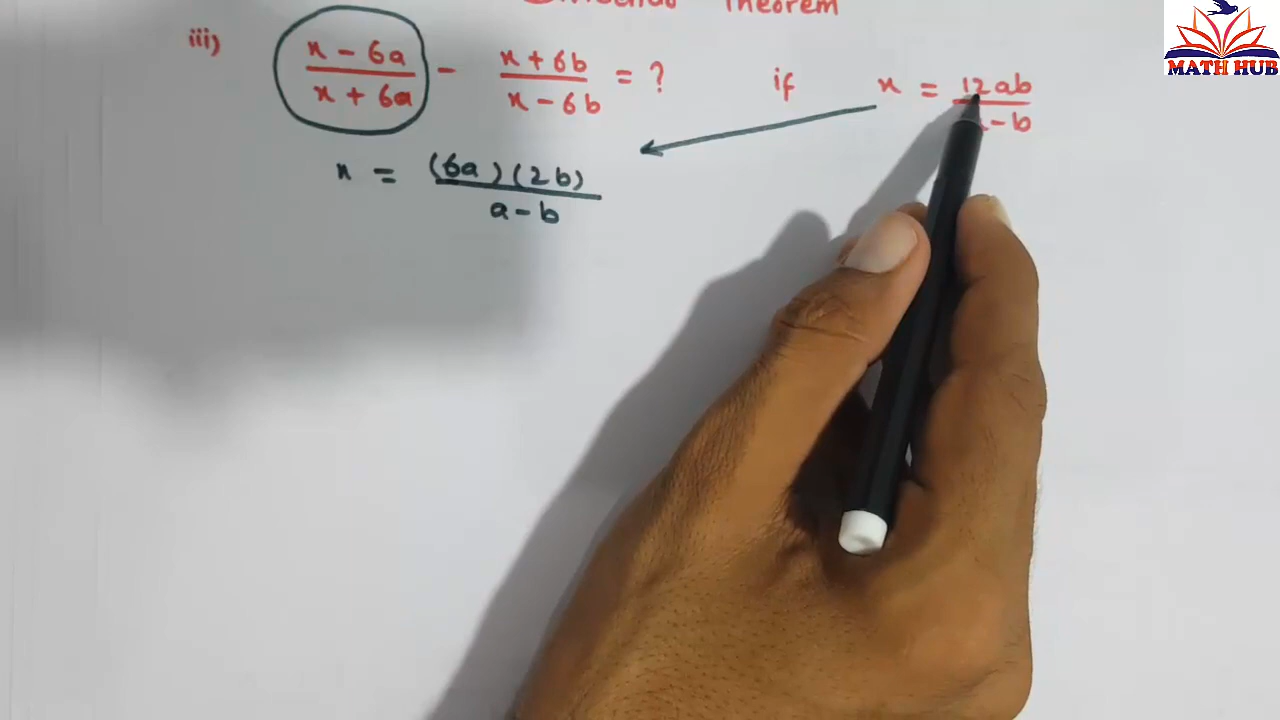 Theorem
iii) x - 6a / x + 6a - x + 6b / x - 6b = ? if x = 12ab / - b
x = (6a)(2b) / a - b
MATH HUB